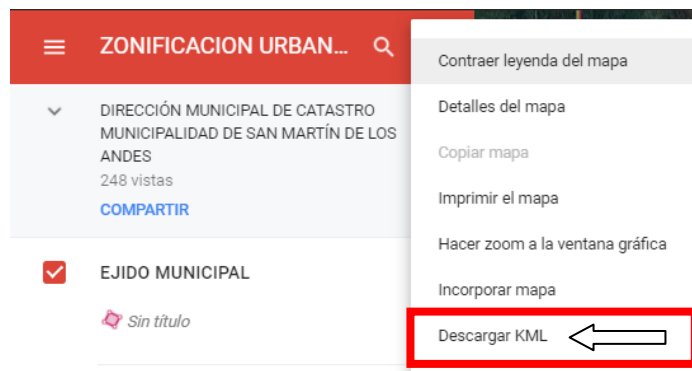 ZONIFICACION URBAN...
DIRECCIÓN MUNICIPAL DE CATASTRO
MUNICIPALIDAD DE SAN MARTÍN DE LOS
ANDES
248 vistas
COMPARTIR
EJIDO MUNICIPAL
Sin título
Contraer leyenda del mapa
Detalles del mapa
Copiar mapa
Imprimir el mapa
Hacer zoom a la ventana gráfica
Incorporar mapa
Descargar KML